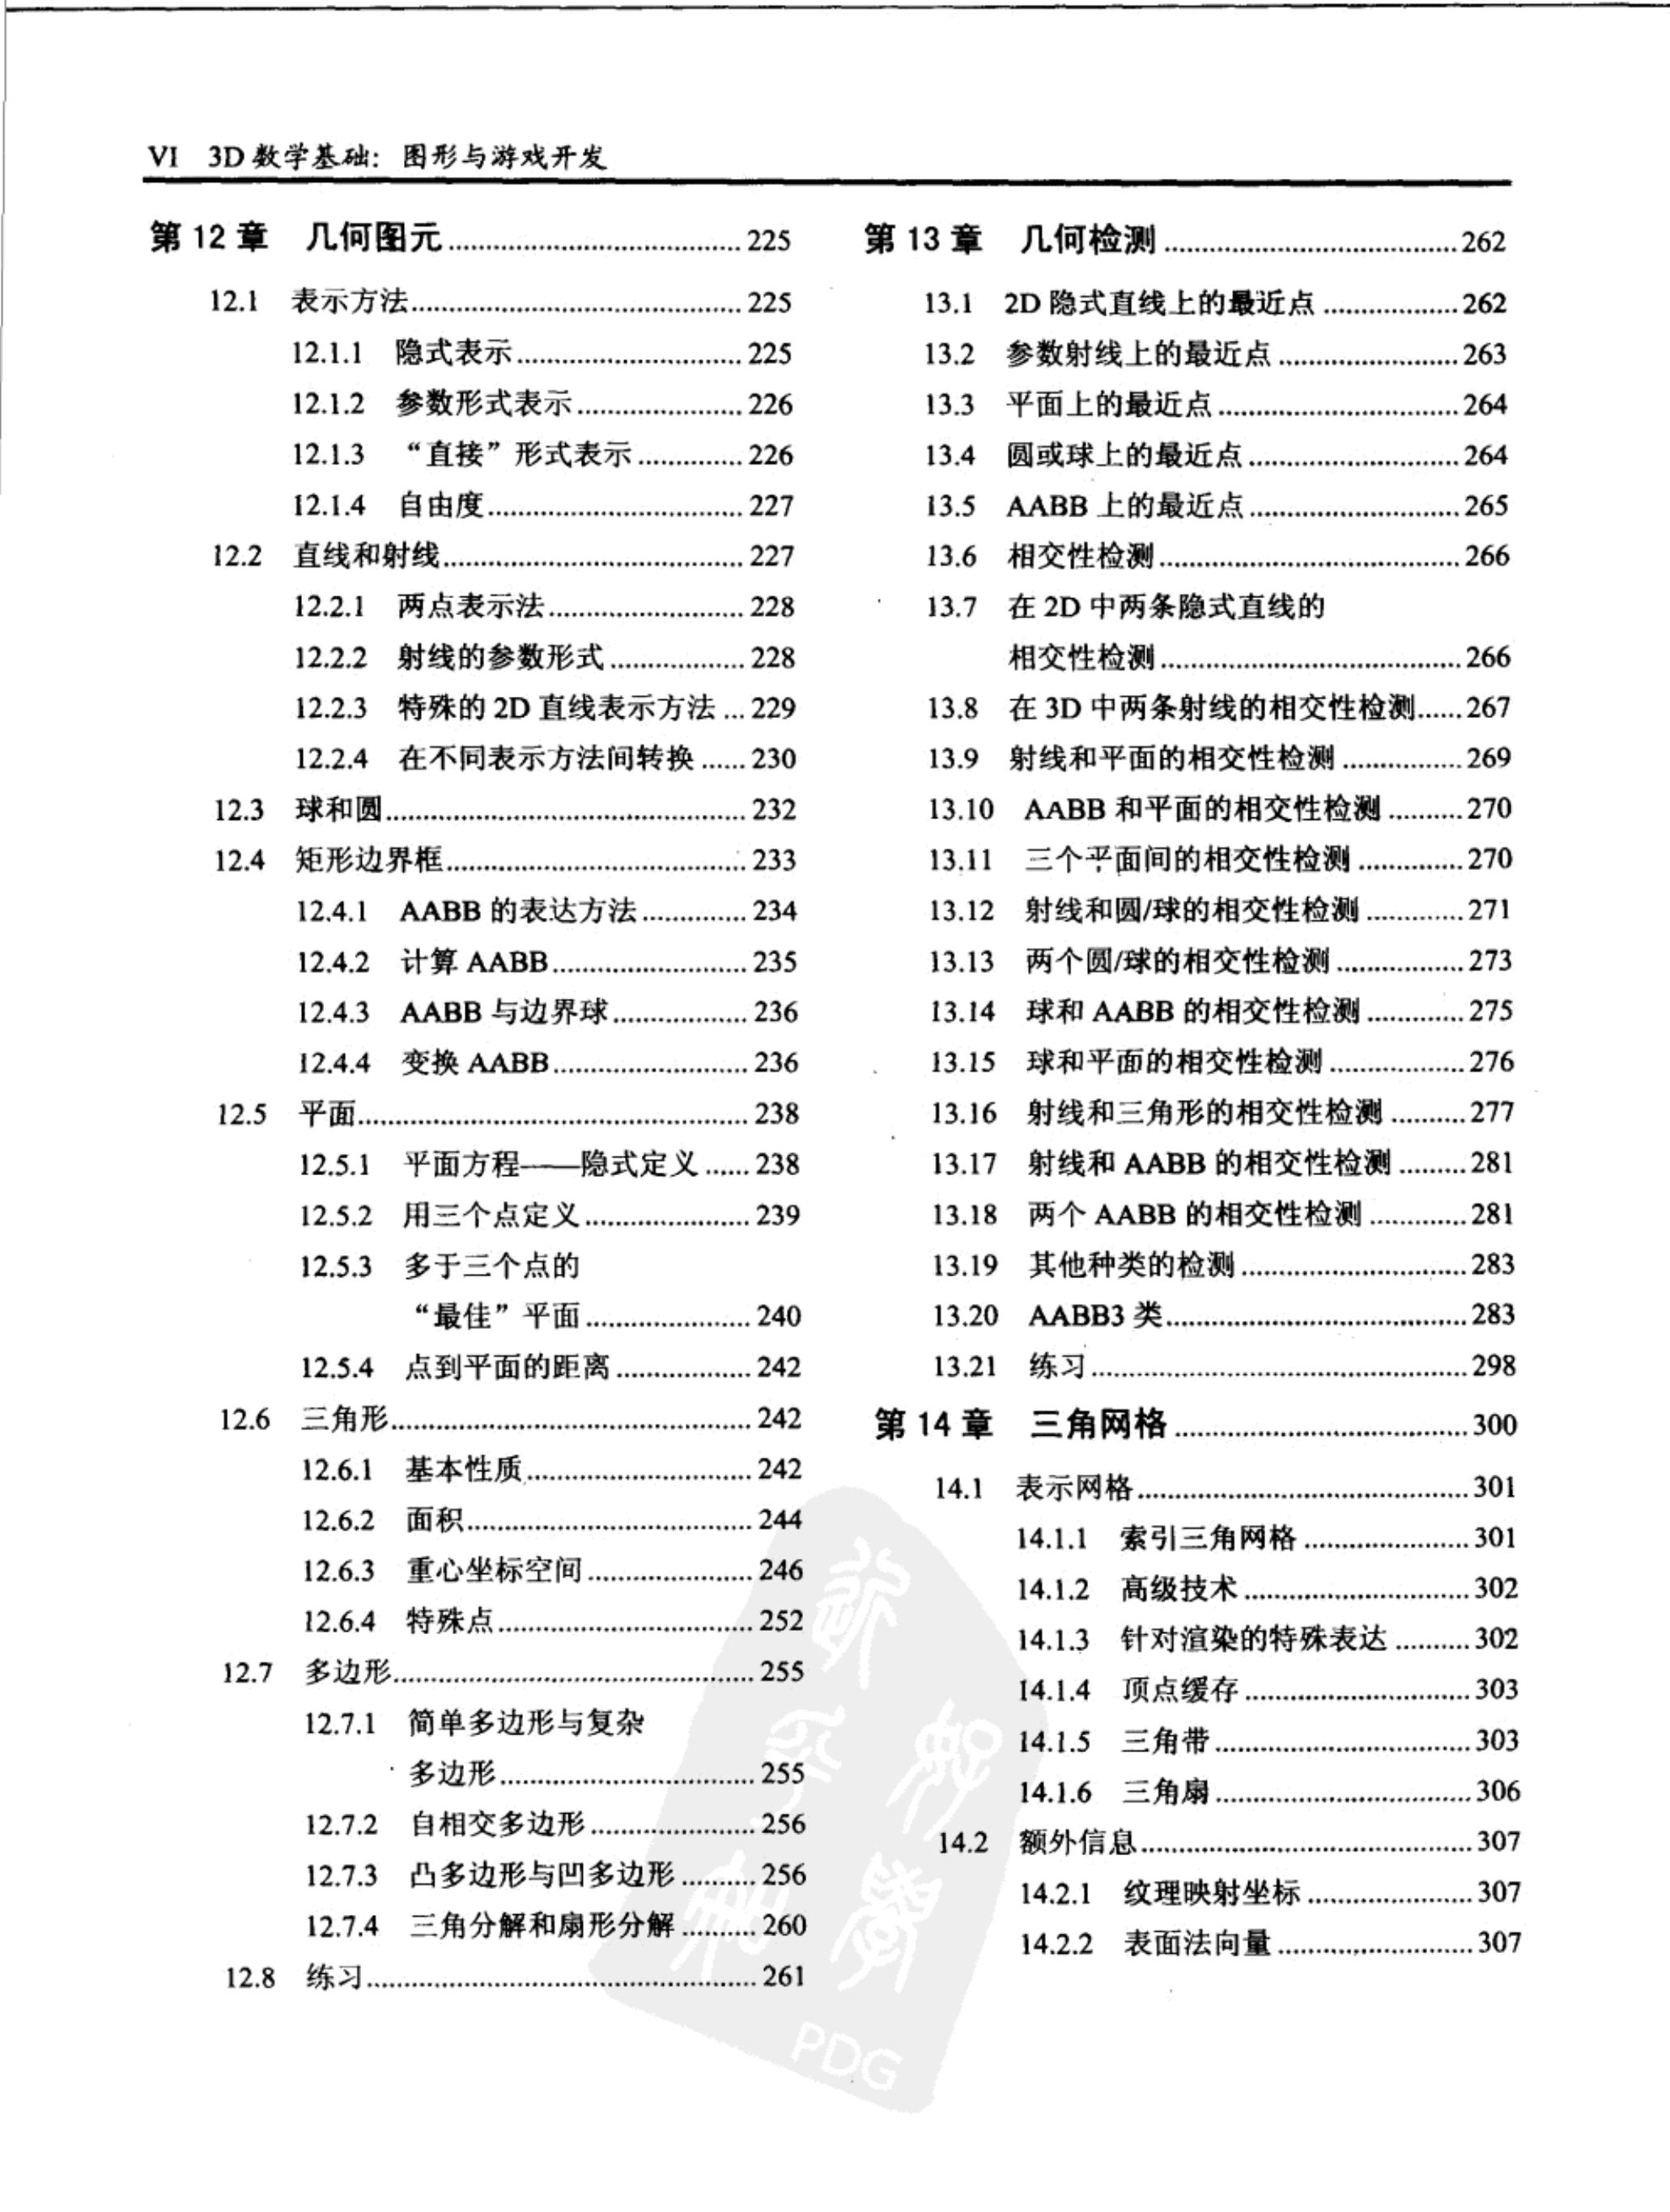 VI 3D 数学基础：图形与游戏开发
第 12 章 几何图元 ........ 225
12.1 表示方法 ........ 225
12.1.1 隐式表示 ........ 225
12.1.2 参数形式表示 ........ 226
12.1.3 “直接”形式表示 ........ 226
12.1.4 自由度 ........ 227
12.2 直线和射线 ........ 227
12.2.1 两点表示法 ........ 228
12.2.2 射线的参数形式 ........ 228
12.2.3 特殊的 2D 直线表示方法 ... 229
12.2.4 在不同表示方法间转换 ...... 230
12.3 球和圆 ........ 232
12.4 矩形边界框 ........ 233
12.4.1 AABB 的表达方法 ........ 234
12.4.2 计算 AABB ........ 235
12.4.3 AABB 与边界球 ........ 236
12.4.4 变换 AABB ........ 236
12.5 平面 ........ 238
12.5.1 平面方程——隐式定义 ...... 238
12.5.2 用三个点定义 ........ 239
12.5.3 多于三个点的
“最佳”平面 ........ 240
12.5.4 点到平面的距离 ........ 242
12.6 三角形 ........ 242
12.6.1 基本性质 ........ 242
12.6.2 面积 ........ 244
12.6.3 重心坐标空间 ........ 246
12.6.4 特殊点 ........ 252
12.7 多边形 ........ 255
12.7.1 简单多边形与复杂
多边形 ........ 255
12.7.2 自相交多边形 ........ 256
12.7.3 凸多边形与凹多边形 ........ 256
12.7.4 三角分解和扇形分解 ........ 260
12.8 练习 ........ 261
第 13 章 几何检测 ........ 262
13.1 2D 隐式直线上的最近点 ........ 262
13.2 参数射线上的最近点 ........ 263
13.3 平面上的最近点 ........ 264
13.4 圆或球上的最近点 ........ 264
13.5 AABB 上的最近点 ........ 265
13.6 相交性检测 ........ 266
13.7 在 2D 中两条隐式直线的
相交性检测 ........ 266
13.8 在 3D 中两条射线的相交性检测 ...... 267
13.9 射线和平面的相交性检测 ........ 269
13.10 AABB 和平面的相交性检测 ........ 270
13.11 三个平面间的相交性检测 ........ 270
13.12 射线和圆/球的相交性检测 ........ 271
13.13 两个圆/球的相交性检测 ........ 273
13.14 球和 AABB 的相交性检测 ........ 275
13.15 球和平面的相交性检测 ........ 276
13.16 射线和三角形的相交性检测 ........ 277
13.17 射线和 AABB 的相交性检测 ........ 281
13.18 两个 AABB 的相交性检测 ........ 281
13.19 其他种类的检测 ........ 283
13.20 AABB3 类 ........ 283
13.21 练习 ........ 298
第 14 章 三角网格 ........ 300
14.1 表示网格 ........ 301
14.1.1 索引三角网格 ........ 301
14.1.2 高级技术 ........ 302
14.1.3 针对渲染的特殊表达 ........ 302
14.1.4 顶点缓存 ........ 303
14.1.5 三角带 ........ 303
14.1.6 三角扇 ........ 306
14.2 额外信息 ........ 307
14.2.1 纹理映射坐标 ........ 307
14.2.2 表面法向量 ........ 307
PDG